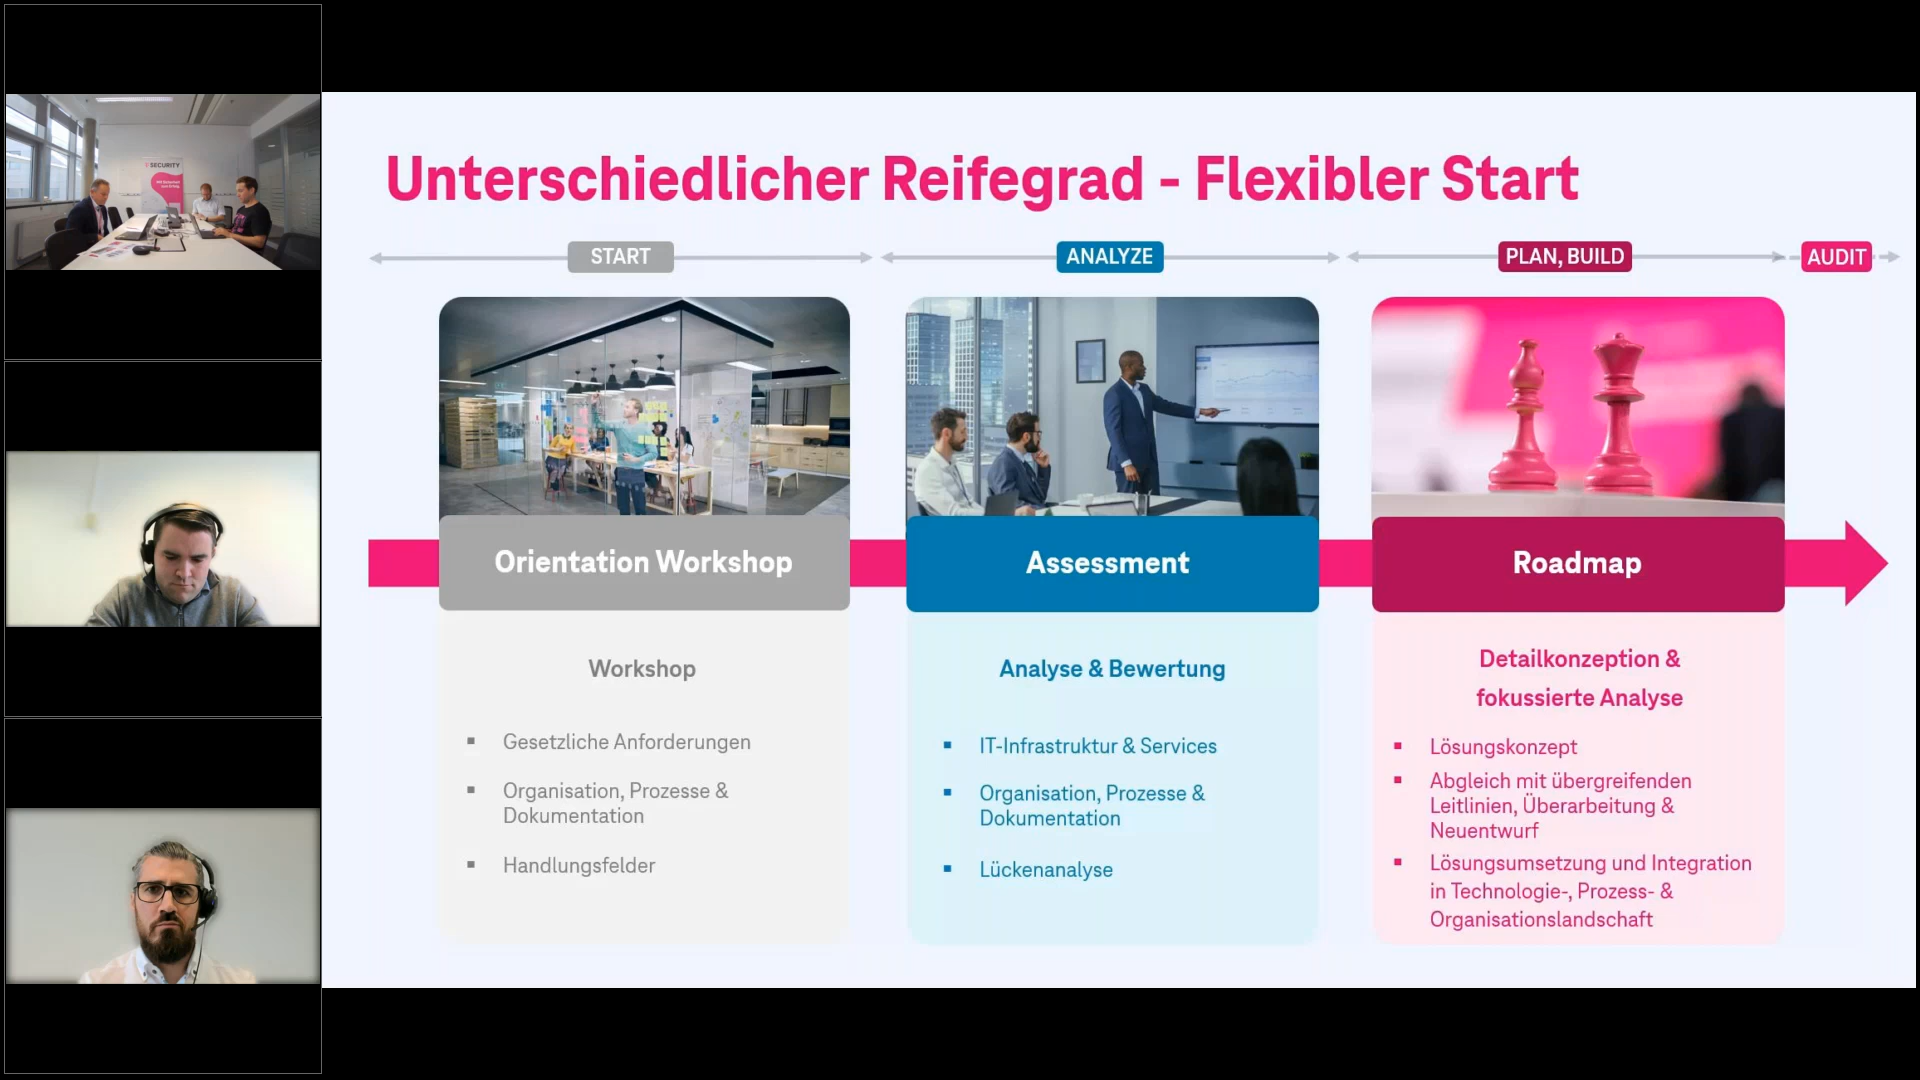 SECURITY
Unterschiedlicher Reifegrad - Flexibler Start
START
ANALYZE
PLAN, BUILD
AUDIT
Orientation Workshop
Workshop
▪ Gesetzliche Anforderungen
▪ Organisation, Prozesse &
Dokumentation
▪ Handlungsfelder
Assessment
Analyse & Bewertung
▪ IT-Infrastruktur & Services
▪ Organisation, Prozesse &
Dokumentation
▪ Lückenanalyse
Roadmap
Detailkonzeption &
fokussierte Analyse
▪ Lösungskonzept
▪ Abgleich mit übergreifenden
Leitlinien, Überarbeitung &
Neuentwurf
▪ Lösungsumsetzung und Integration
in Technologie-, Prozess- &
Organisationslandschaft